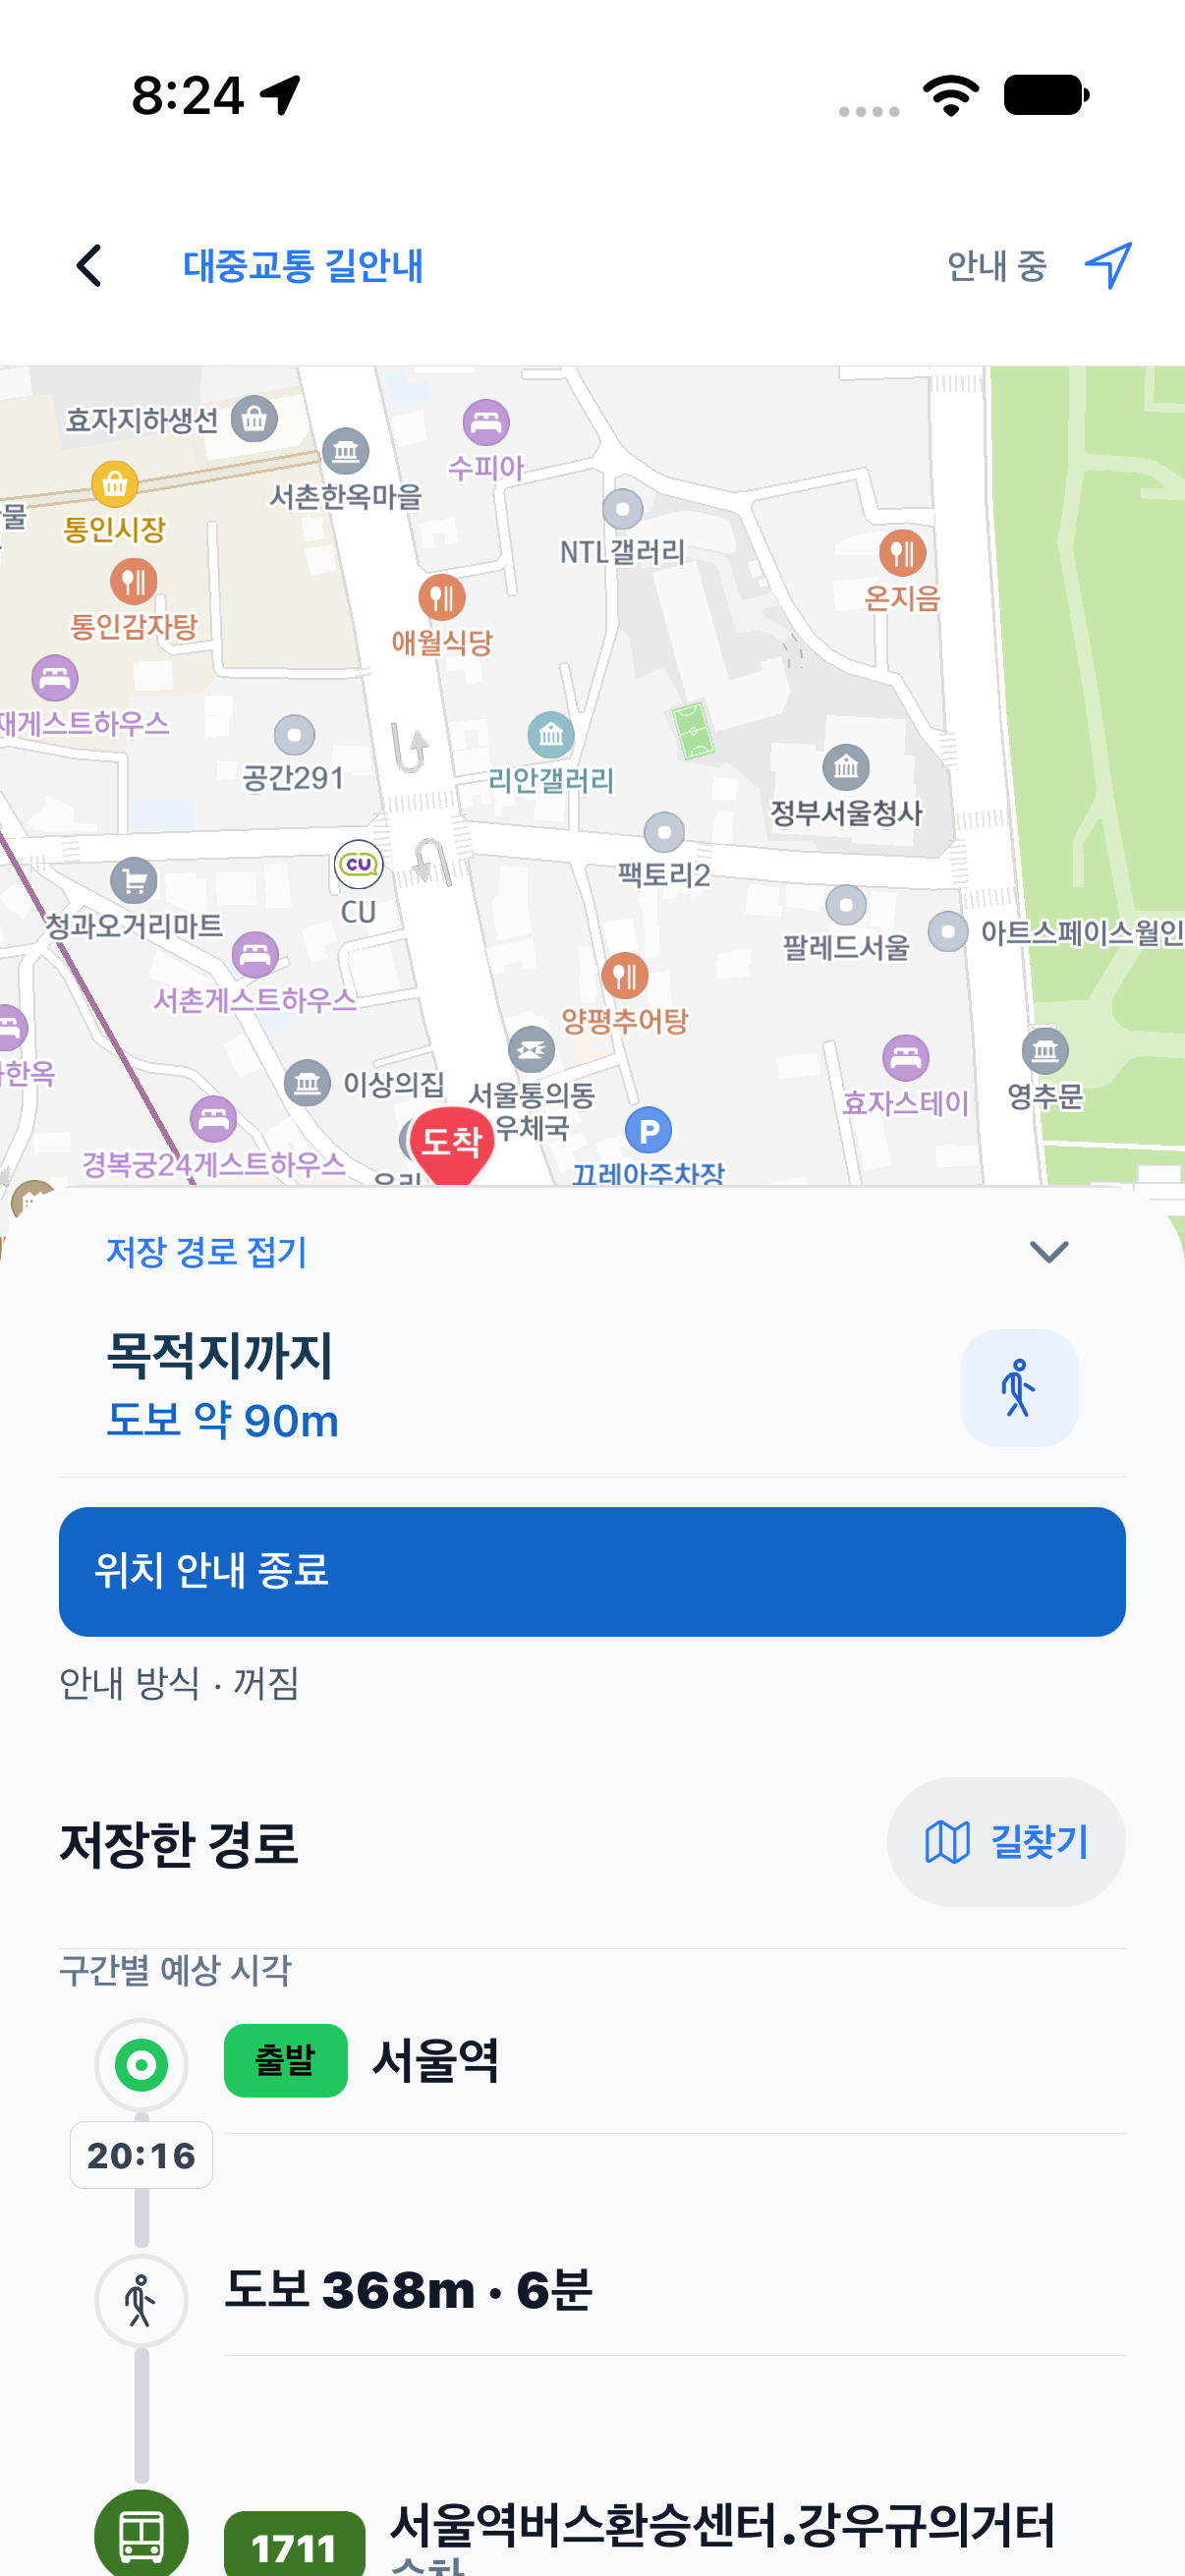 8:24
대중교통 길안내
안내 중
효자지하생선
수피아
서촌한옥마을
통인시장
물
NTL갤러리
온지음
통인감자탕
애월식당
재게스트하우스
공간291
리안갤러리
정부서울청사
팩토리2
CU
CU
청과오거리마트
팔레드서울
아트스페이스월인
서촌게스트하우스
양평추어탕
한옥
이상의집
서울통의동
우체국
효자스테이
영추문
도착
P
경복궁24게스트하우스
끄레아주차장
저장 경로 접기
목적지까지
도보 약 90m
위치 안내 종료
안내 방식 · 꺼짐
저장한 경로
길찾기
구간별 예상 시각
출발 서울역
20:16
도보 368m · 6분
1711 서울역버스환승센터.강우규의거터
승차